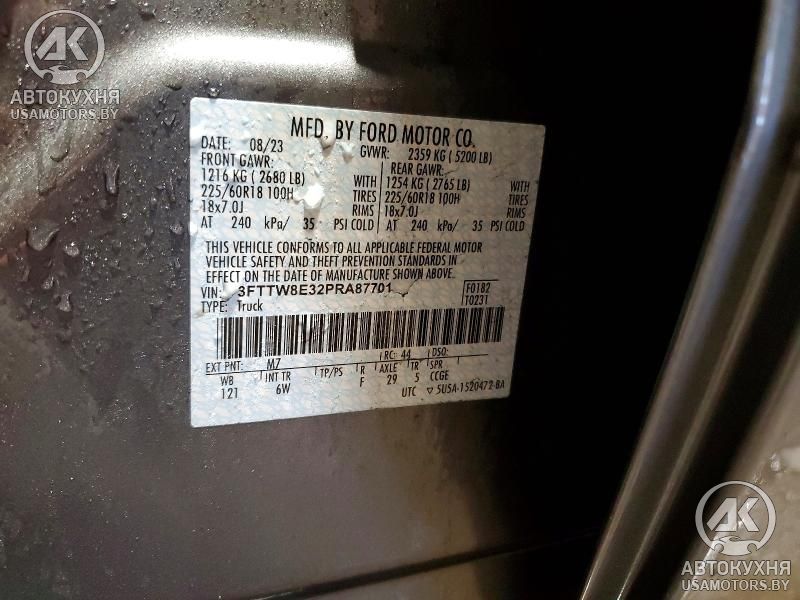 AK
АВТОКУХНЯ
USAMOTORS.BY
MFD. BY FORD MOTOR CO.
DATE: 08/23 GVWR: 2359 KG ( 5200 LB)
FRONT GAWR: REAR GAWR:
1216 KG ( 2680 LB) WITH 1254 KG ( 2765 LB) WITH
225/60R18 100H TIRES 225/60R18 100H TIRES
18x7.0J RIMS 18x7.0J RIMS
AT 240 kPa/ 35 PSI COLD AT 240 kPa/ 35 PSI COLD
THIS VEHICLE CONFORMS TO ALL APPLICABLE FEDERAL MOTOR
VEHICLE SAFETY AND THEFT PREVENTION STANDARDS IN
EFFECT ON THE DATE OF MANUFACTURE SHOWN ABOVE.
VIN: 3FTTW8E32PRA87701 F0182
TYPE: Truck T0231
EXT PNT: M7 RC: 44 DSO:
WB INT TR TP/PS R AXLE TR SPR
121 6W F 29 5 CCGE
UTC ▽ 5U5A-1520472-BA
AK
АВТОКУХНЯ
USAMOTORS.BY